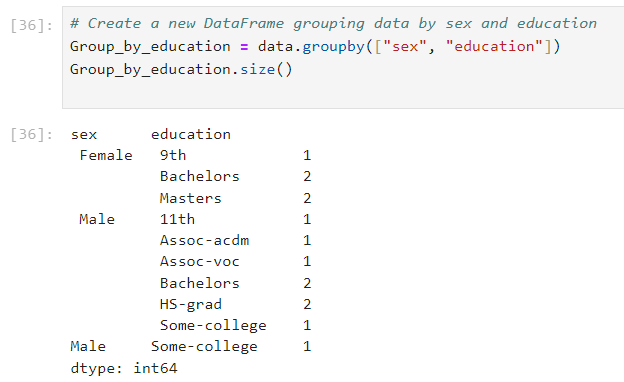 [36]: # Create a new DataFrame grouping data by sex and education
Group_by_education = data.groupby(["sex", "education"])
Group_by_education.size()
[36]: sex education
Female 9th 1
Bachelors 2
Masters 2
Male 11th 1
Assoc-acdm 1
Assoc-voc 1
Bachelors 2
HS-grad 2
Some-college 1
Male Some-college 1
dtype: int64